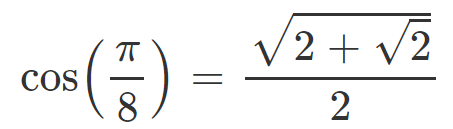 cos(π/8) = √(2 + √2)/2